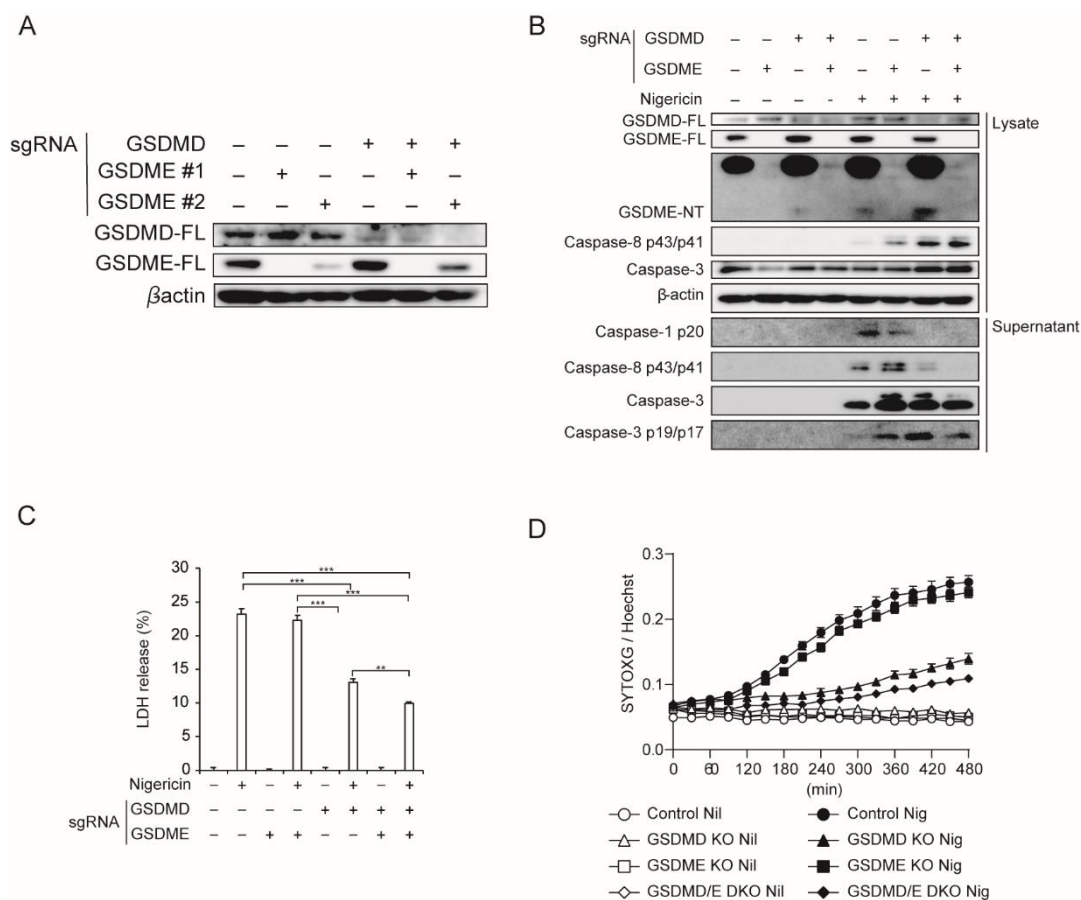 A
sgRNA GSDMD – – – + + +
GSDME #1 – + – – + –
GSDME #2 – – + – – +
GSDMD-FL
GSDME-FL
βactin
B
sgRNA GSDMD – – + + – – + +
GSDME – + – + – + – +
Nigericin – – – - + + + +
GSDMD-FL
GSDME-FL
GSDME-NT
Caspase-8 p43/p41
Caspase-3
β-actin
Lysate
Caspase-1 p20
Caspase-8 p43/p41
Caspase-3
Caspase-3 p19/p17
Supernatant
C
LDH release (%)
30
25
20
15
10
5
0
***
***
***
***
**
Nigericin – + – + – + – +
sgRNA GSDMD – – – – + + + +
GSDME – – + + – – + +
D
SYTOXG / Hoechst
0.3
0.2
0.1
0.0
0 60 120 180 240 300 360 420 480
(min)
Control Nil Control Nig
GSDMD KO Nil GSDMD KO Nig
GSDME KO Nil GSDME KO Nig
GSDMD/E DKO Nil GSDMD/E DKO Nig